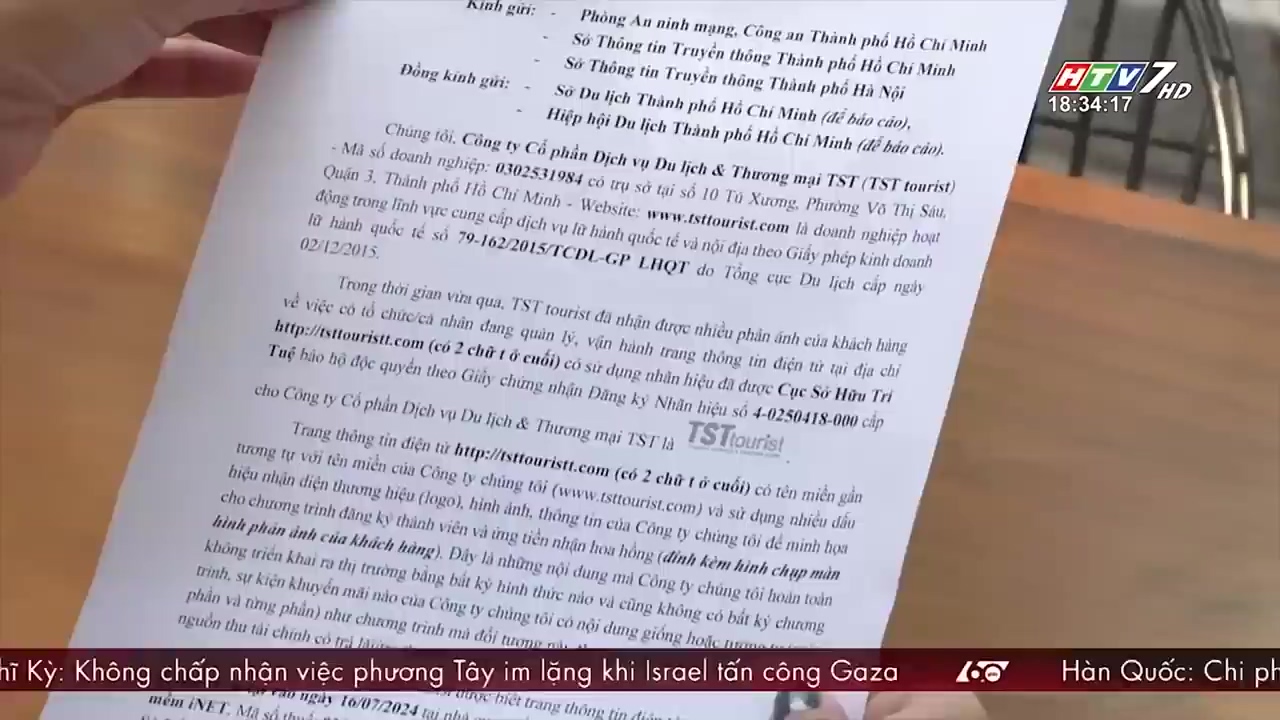 Kính gửi: - Phòng An ninh mạng, Công an Thành phố Hồ Chí Minh
- Sở Thông tin Truyền thông Thành phố Hồ Chí Minh
- Sở Thông tin Truyền thông Thành phố Hà Nội
Đồng kính gửi: - Sở Du lịch Thành phố Hồ Chí Minh (để báo cáo),
- Hiệp hội Du lịch Thành phố Hồ Chí Minh (để báo cáo).
HTV7 HD
18:34:17
Chúng tôi, Công ty Cổ phần Dịch vụ Du lịch & Thương mại TST (TST tourist)
- Mã số doanh nghiệp: 0302531984 có trụ sở tại số 10 Tú Xương, Phường Võ Thị Sáu,
Quận 3, Thành phố Hồ Chí Minh - Website: www.tsttourist.com là doanh nghiệp hoạt
động trong lĩnh vực cung cấp dịch vụ lữ hành quốc tế và nội địa theo Giấy phép kinh doanh
lữ hành quốc tế số 79-162/2015/TCDL-GP LHQT do Tổng cục Du lịch cấp ngày
02/12/2015.
Trong thời gian vừa qua, TST tourist đã nhận được nhiều phản ánh của khách hàng
về việc có tổ chức/cá nhân đang quản lý, vận hành trang thông tin điện tử tại địa chỉ
http://tsttouristt.com (có 2 chữ t ở cuối) có sử dụng nhãn hiệu đã được Cục Sở Hữu Trí
Tuệ bảo hộ độc quyền theo Giấy chứng nhận Đăng ký Nhãn hiệu số 4-0250418-000 cấp
cho Công ty Cổ phần Dịch vụ Du lịch & Thương mại TST là TSTtourist .
Trang thông tin điện tử http://tsttouristt.com (có 2 chữ t ở cuối) có tên miền gần
tương tự với tên miền của Công ty chúng tôi (www.tsttourist.com) và sử dụng nhiều dấu
hiệu nhận diện thương hiệu (logo), hình ảnh, thông tin của Công ty chúng tôi để minh họa
cho chương trình đăng ký thành viên và ứng tiền nhận hoa hồng (đính kèm hình chụp màn
hình phản ánh của khách hàng). Đây là những nội dung mà Công ty chúng tôi hoàn toàn
không triển khai ra thị trường bằng bất kỳ hình thức nào và cũng không có bất kỳ chương
trình, sự kiện khuyến mãi nào của Công ty chúng tôi có nội dung giống hoặc tương tự
phần và từng phần) như chương trình mà đối tượng này
nguồn thu tài chính có trả
hĩ Kỳ: Không chấp nhận việc phương Tây im lặng khi Israel tấn công Gaza 60 Hàn Quốc: Chi ph
được biết trang thông tin điện
vào ngày 16/07/2024 tại nhà
mềm iNET, Mã số thuế